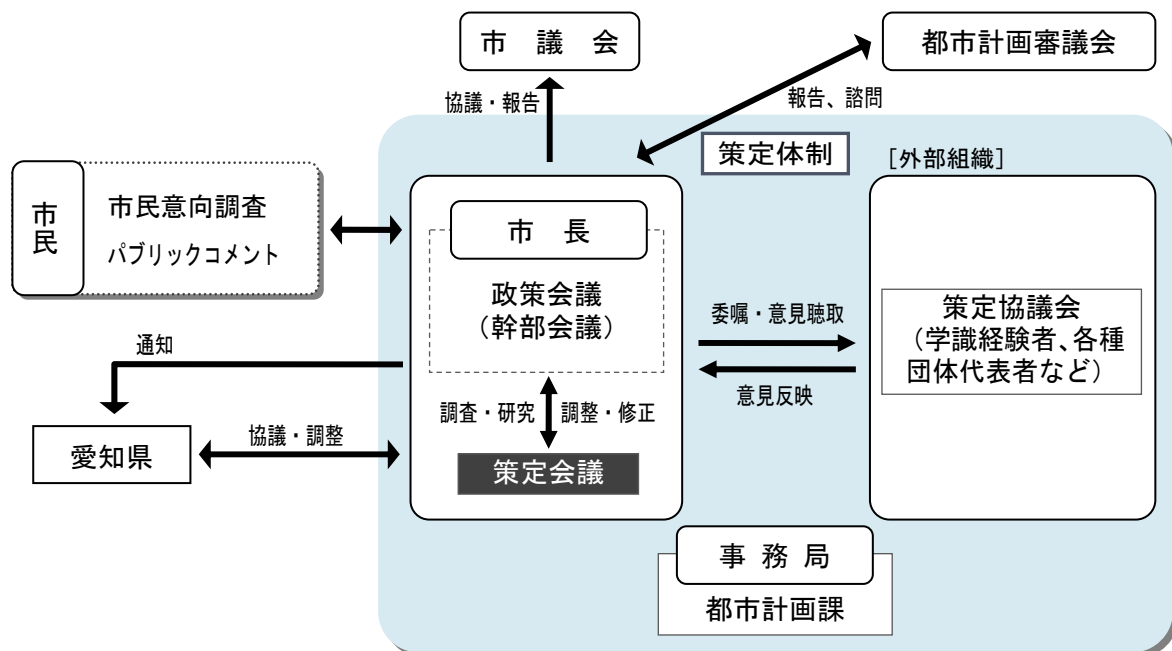 市 議 会
都市計画審議会
協議・報告
報告、諮問
策定体制
［外部組織］
市民
市民意向調査
パブリックコメント
市 長
政策会議
（幹部会議）
策定協議会
（学識経験者、各種
団体代表者など）
委嘱・意見聴取
意見反映
通知
調査・研究
調整・修正
愛知県
協議・調整
策定会議
事 務 局
都市計画課